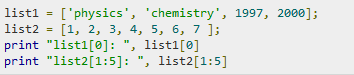 list1 = ['physics', 'chemistry', 1997, 2000];
list2 = [1, 2, 3, 4, 5, 6, 7 ];
print "list1[0]: ", list1[0]
print "list2[1:5]: ", list2[1:5]